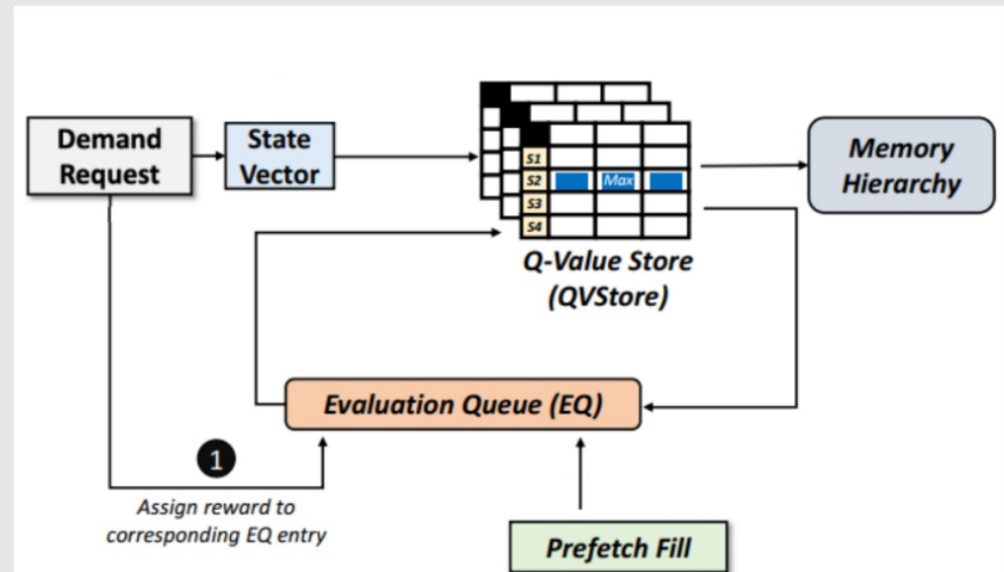 Demand
Request
State
Vector
S1
S2
Max
S3
S4
Memory
Hierarchy
Q-Value Store
(QVStore)
Evaluation Queue (EQ)
1
Assign reward to
corresponding EQ entry
Prefetch Fill